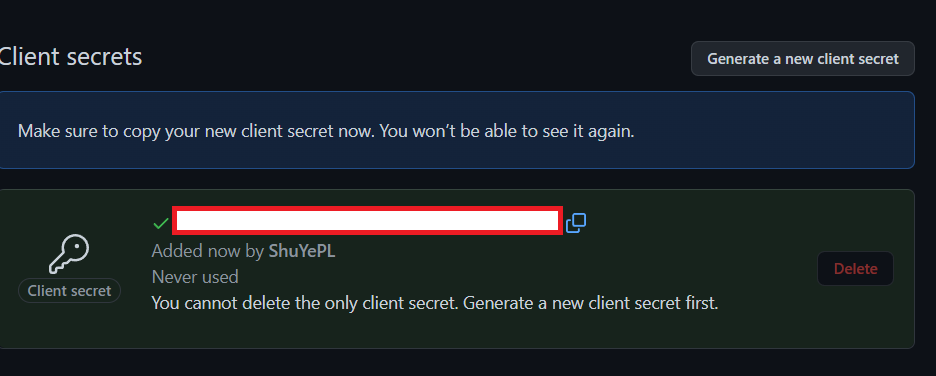 Client secrets
Generate a new client secret
Make sure to copy your new client secret now. You won’t be able to see it again.
Added now by ShuYePL
Never used
Client secret
Delete
You cannot delete the only client secret. Generate a new client secret first.